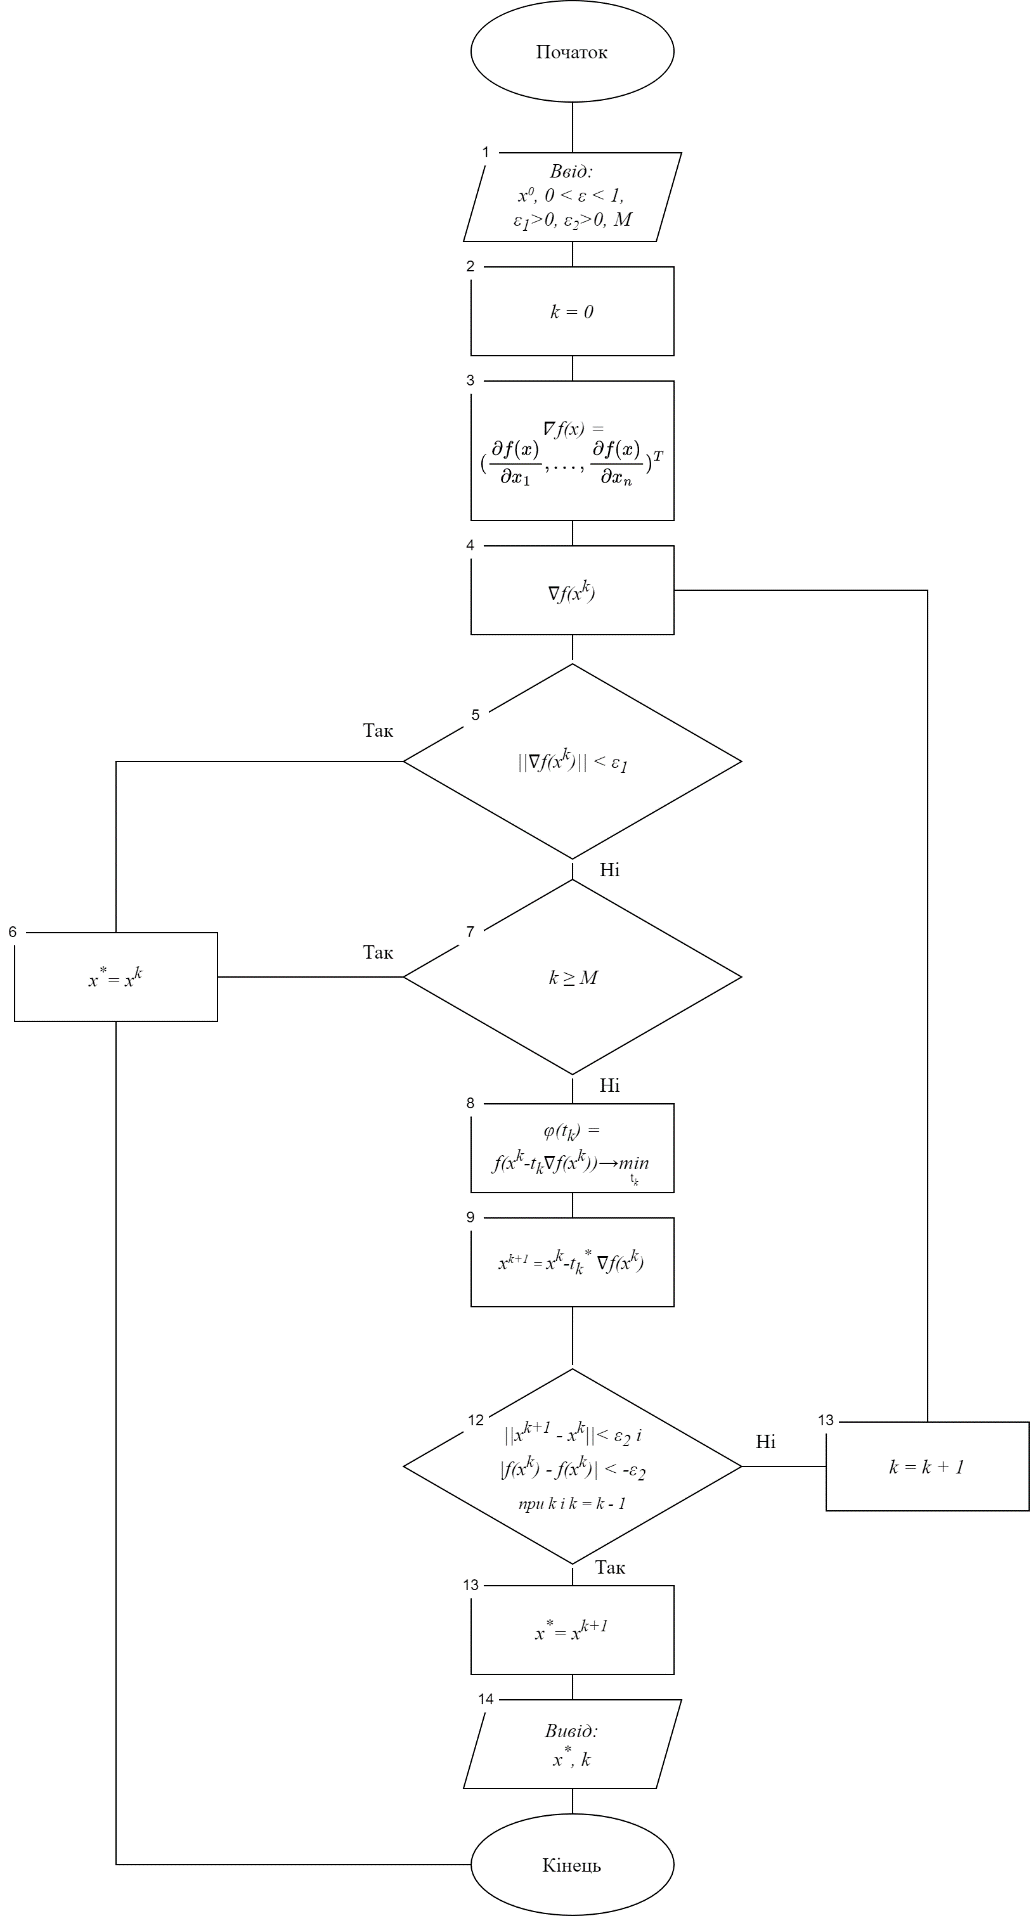 Початок
1
Ввід:
x⁰, 0 < ε < 1,
ε₁>0, ε₂>0, M
2
k = 0
3
∇f(x) =
(∂f(x)/∂x₁, ..., ∂f(x)/∂xₙ)ᵀ
4
∇f(xᵏ)
5
Так
||∇f(xᵏ)|| < ε₁
Ні
6
x*= xᵏ
7
Так
k ≥ M
Ні
8
φ(tₖ) =
f(xᵏ-tₖ∇f(xᵏ))→min
tₖ
9
xᵏ⁺¹ = xᵏ-tₖ* ∇f(xᵏ)
12
||xᵏ⁺¹ - xᵏ||< ε₂ і
|f(xᵏ) - f(xᵏ)| < -ε₂
при k і k = k - 1
Ні
13
k = k + 1
Так
13
x*= xᵏ⁺¹
14
Вивід:
x*, k
Кінець